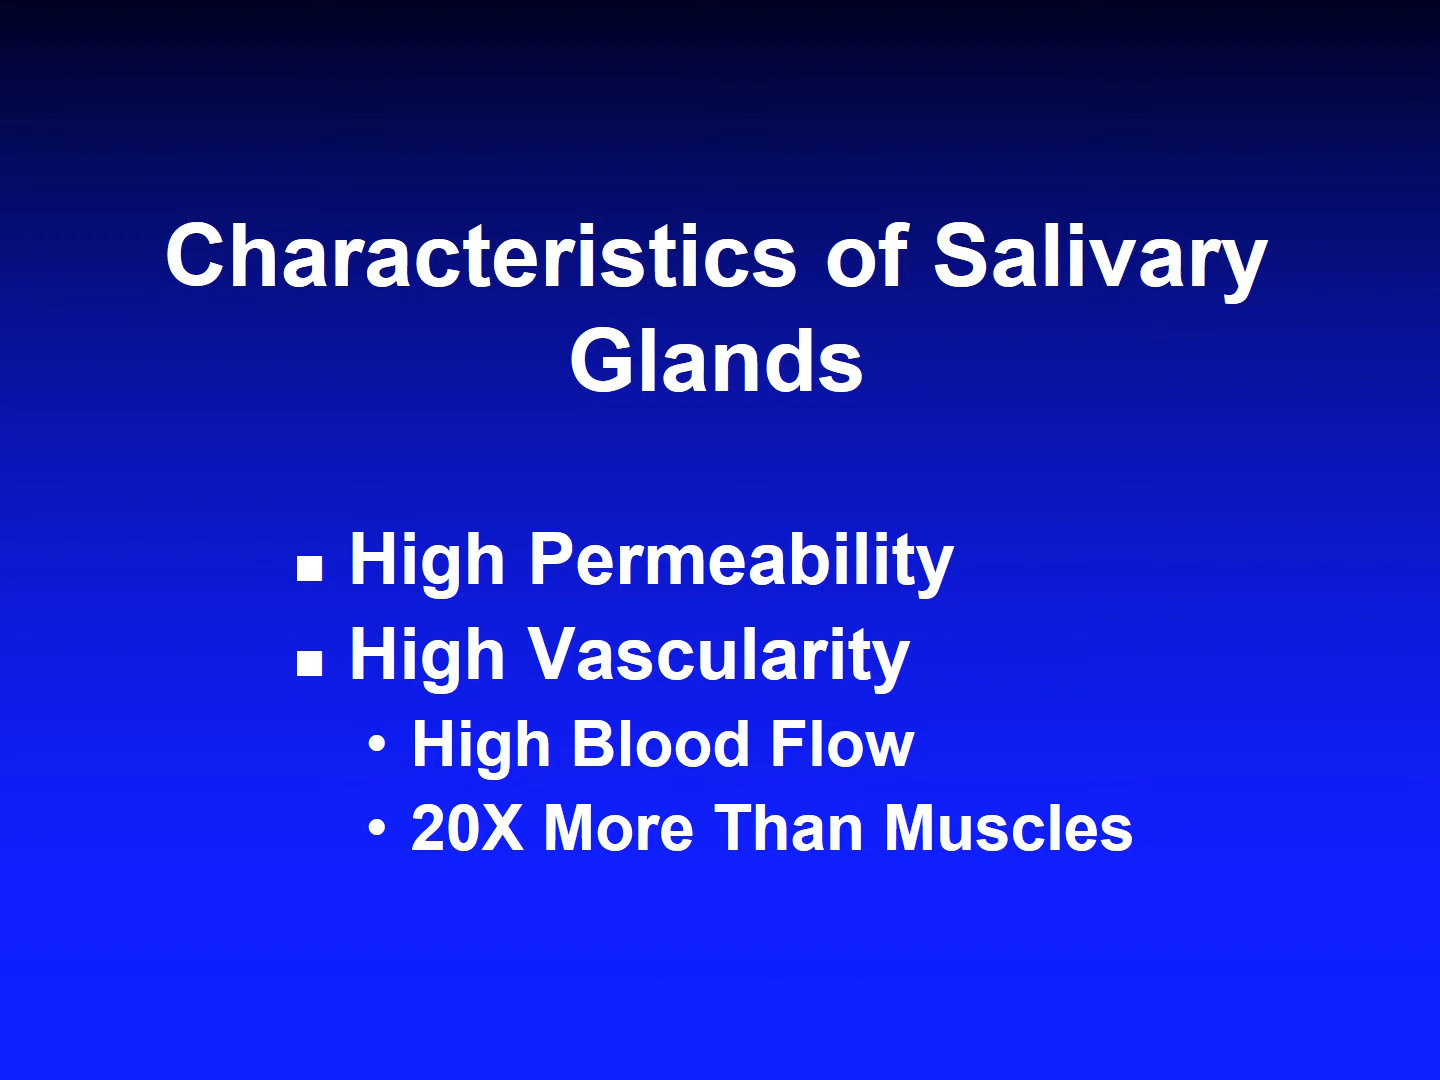 Characteristics of Salivary
Glands
■ High Permeability
■ High Vascularity
• High Blood Flow
• 20X More Than Muscles